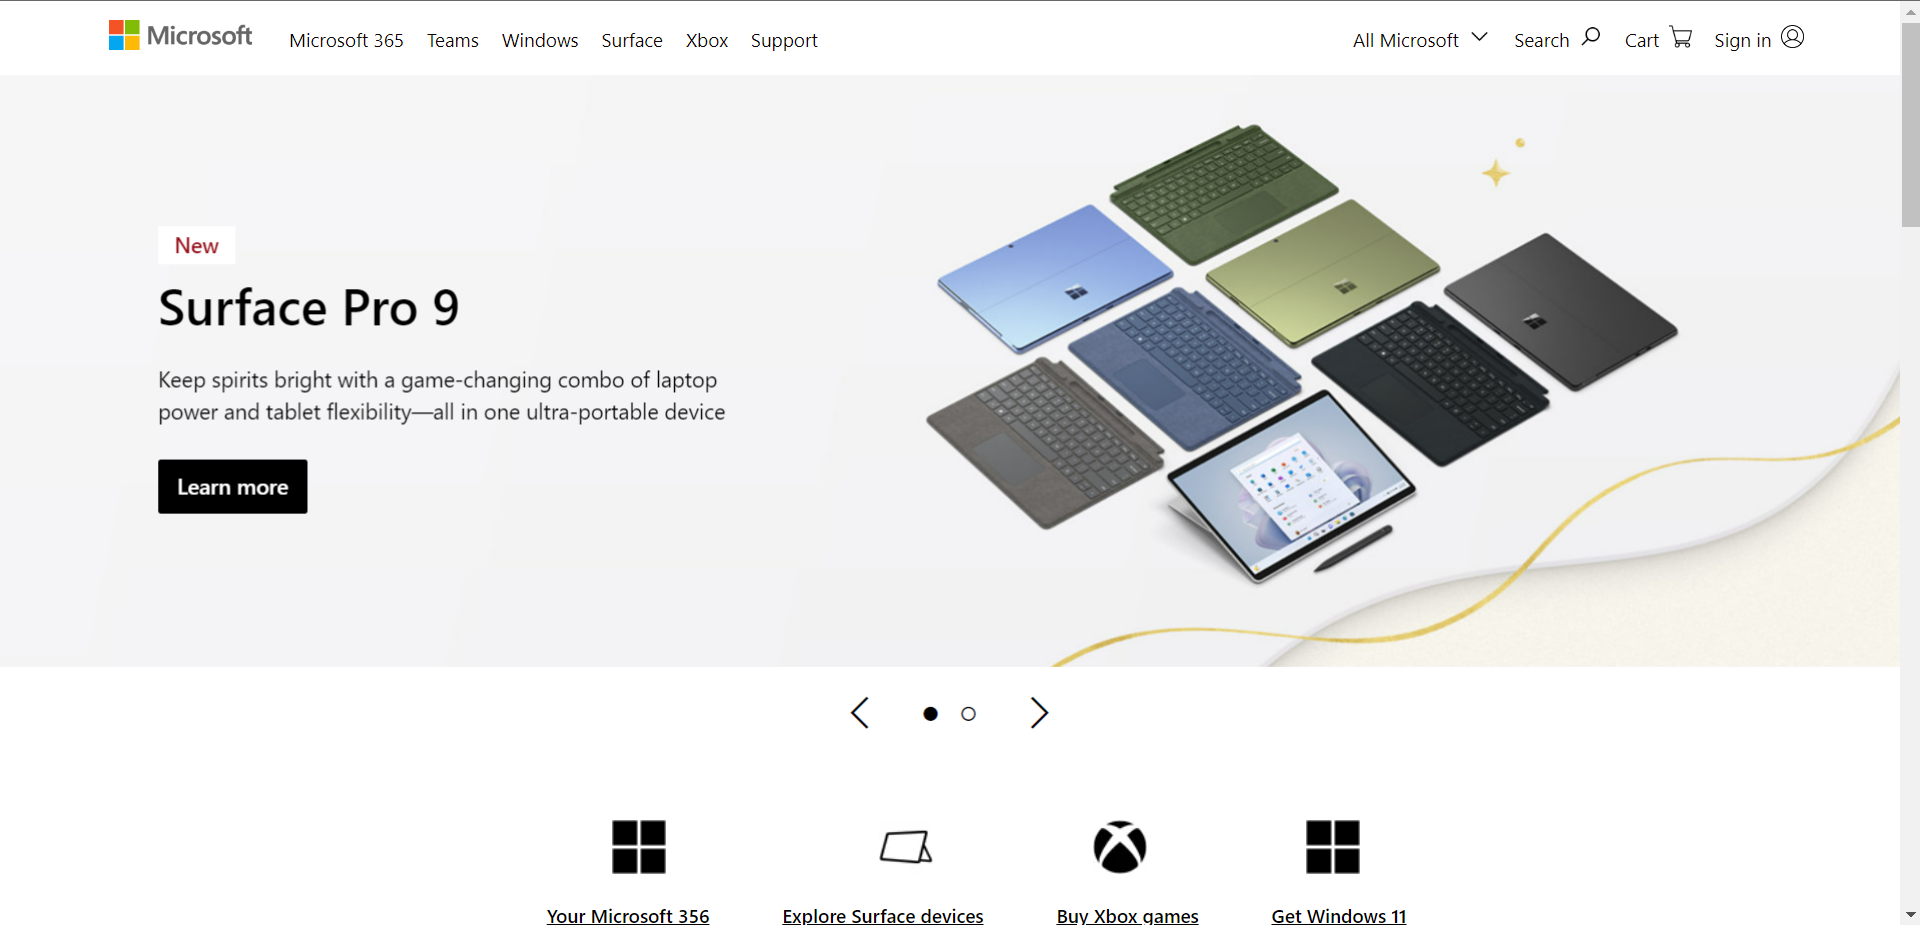 Microsoft
Microsoft 365 Teams Windows Surface Xbox Support
All Microsoft Search Cart Sign in
New
Surface Pro 9
Keep spirits bright with a game-changing combo of laptop
power and tablet flexibility—all in one ultra-portable device
Learn more
Your Microsoft 356
Explore Surface devices
Buy Xbox games
Get Windows 11